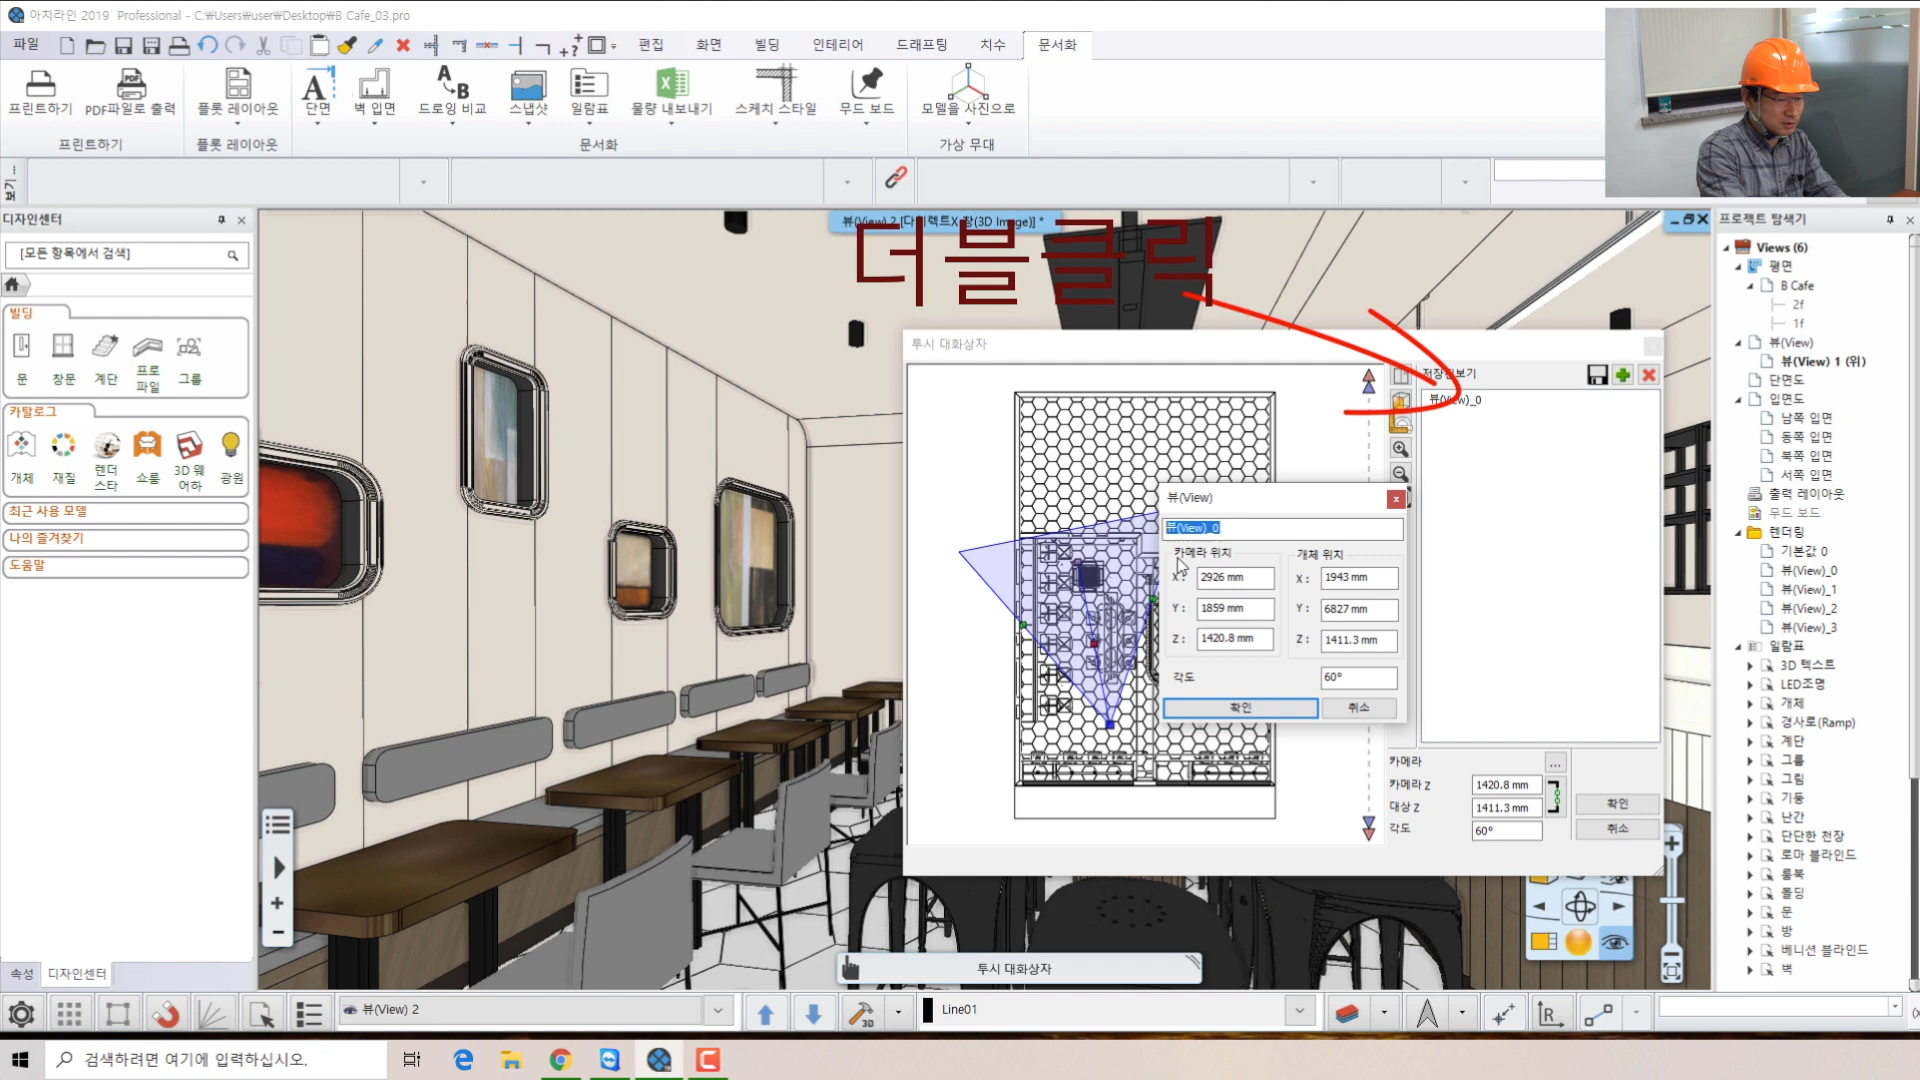 아치라인 2019 Professional - C:₩Users₩user₩Desktop₩B Cafe_03.pro
파일
편집
화면
빌딩
인테리어
드래프팅
치수
문서화
프린트하기
PDF파일로 출력
플롯 레이아웃
단면
벽 입면
드로잉 비교
스냅샷
일람표
물량 내보내기
스케치 스타일
무드 보드
모델을 사진으로
프린트하기
플롯 레이아웃
문서화
가상 무대
보기...
디자인센터
[모든 항목에서 검색]
빌딩
문
창문
계단
프로
파일
그룹
카탈로그
개체
재질
렌더
스타
쇼룸
3D 웨
어하
광원
최근 사용 모델
나의 즐겨찾기
도움말
속성
디자인센터
더블클릭
투시 대화상자
뷰(View)_0
뷰(View)
뷰(View)_0
카메라 위치
개체 위치
X :
2926 mm
X :
1943 mm
Y :
1859 mm
Y :
6827 mm
Z :
1420.8 mm
Z :
1411.3 mm
각도
60°
확인
취소
카메라
...
카메라 Z
1420.8 mm
대상 Z
1411.3 mm
각도
60°
확인
취소
투시 대화상자
프로젝트 탐색기
Views (6)
평면
B Cafe
2f
1f
뷰(View)
뷰(View) 1 (위)
단면도
입면도
남쪽 입면
동쪽 입면
북쪽 입면
서쪽 입면
출력 레이아웃
무드 보드
렌더링
기본값 0
뷰(View)_0
뷰(View)_1
뷰(View)_2
뷰(View)_3
일람표
3D 텍스트
LED조명
개체
경사로(Ramp)
계단
그룹
그림
기둥
난간
단단한 천장
로마 블라인드
룸북
몰딩
문
방
베니션 블라인드
벽
뷰(View) 2
3D
Line01
R
검색하려면 여기에 입력하십시오.